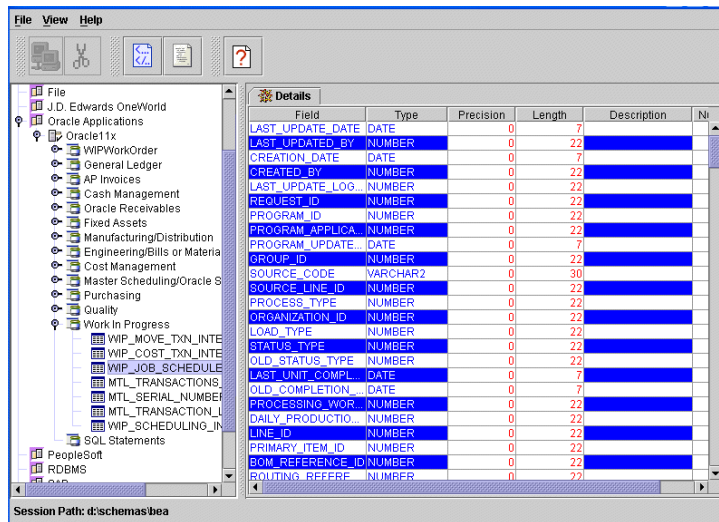 File View Help
File
J.D. Edwards OneWorld
Oracle Applications
Oracle11x
WIPWorkOrder
General Ledger
AP Invoices
Cash Management
Oracle Receivables
Fixed Assets
Manufacturing/Distribution
Engineering/Bills or Materia
Cost Management
Master Scheduling/Oracle S
Purchasing
Quality
Work In Progress
WIP_MOVE_TXN_INTE
WIP_COST_TXN_INTE
WIP_JOB_SCHEDULE
MTL_TRANSACTIONS_
MTL_SERIAL_NUMBER
MTL_TRANSACTION_L
WIP_SCHEDULING_IN
SQL Statements
PeopleSoft
RDBMS
Details
Field Type Precision Length Description Nu
LAST_UPDATE_DATE DATE 0 7
LAST_UPDATED_BY NUMBER 0 22
CREATION_DATE DATE 0 7
CREATED_BY NUMBER 0 22
LAST_UPDATE_LOG... NUMBER 0 22
REQUEST_ID NUMBER 0 22
PROGRAM_ID NUMBER 0 22
PROGRAM_APPLICA... NUMBER 0 22
PROGRAM_UPDATE... DATE 0 7
GROUP_ID NUMBER 0 22
SOURCE_CODE VARCHAR2 0 30
SOURCE_LINE_ID NUMBER 0 22
PROCESS_TYPE NUMBER 0 22
ORGANIZATION_ID NUMBER 0 22
LOAD_TYPE NUMBER 0 22
STATUS_TYPE NUMBER 0 22
OLD_STATUS_TYPE NUMBER 0 22
LAST_UNIT_COMPL... DATE 0 7
OLD_COMPLETION_... DATE 0 7
PROCESSING_WOR... NUMBER 0 22
DAILY_PRODUCTIO... NUMBER 0 22
LINE_ID NUMBER 0 22
PRIMARY_ITEM_ID NUMBER 0 22
BOM_REFERENCE_ID NUMBER 0 22
ROUTING_REFERE... NUMBER 0 22
Session Path: d:\schemas\bea